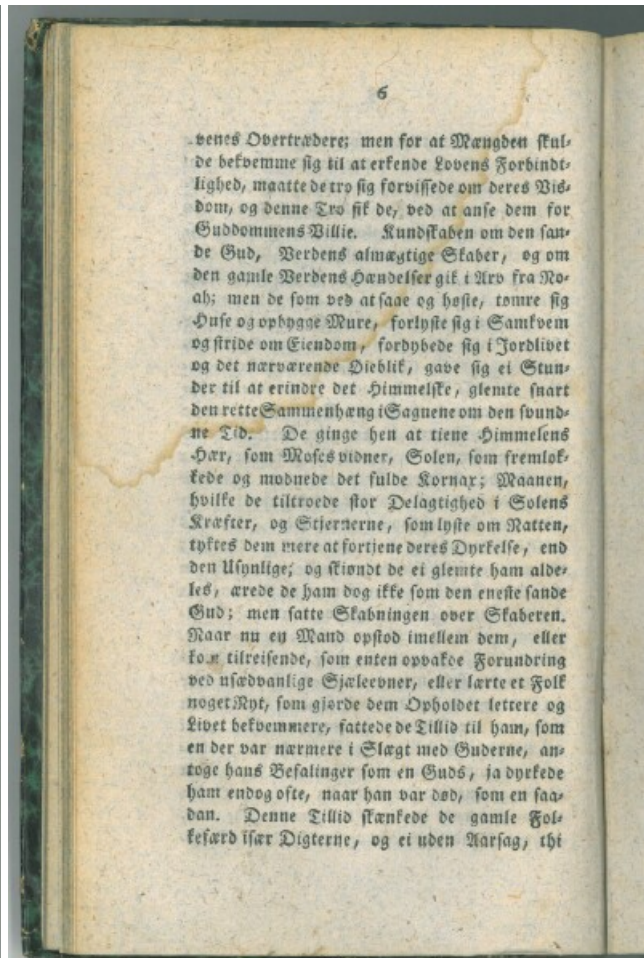 6
venes Overtrædere; men for at Mængden skul-
de bekvemme sig til at erkende Lovens Forbindt-
lighed, maatte de tro sig forvissede om deres Vis-
dom, og denne Tro fik de, ved at anse dem for
Guddommens Villie. Kundskaben om den san-
de Gud, Verdens almægtige Skaber, og om
den gamle Verdens Hændelser gik i Arv fra No-
ah; men de som ved at saae og høste, tømre sig
Huse og opbygge Mure, forlyste sig i Samkvem
og stride om Eiendom, fordybede sig i Jordlivet
og det nærværende Øieblik, gave sig ei Stun-
der til at erindre det Himmelske, glemte snart
den rette Sammenhæng i Sagnene om den svund-
ne Tid. De ginge hen at tiene Himmelens
Hær, som Moses vidner, Solen, som fremlok-
kede og modnede det fulde Kornax; Maanen,
hvilke de tiltroede stor Delagtighed i Solens
Kræfter, og Stjernerne, som lyste om Natten,
tyktes dem mere at fortjene deres Dyrkelse, end
den Usynlige; og skiøndt de ei glemte ham alde-
les, ærede de ham dog ikke som den eneste sande
Gud; men satte Skabningen over Skaberen.
Naar nu en Mand opstod imellem dem, eller
kom tilreisende, som enten opvakde Forundring
ved usædvanlige Sjæleevner, eller lærte et Folk
noget Nyt, som gjørde dem Opholdet lettere og
Livet bekvemmere, fattede de Tillid til ham, som
en der var nærmere i Slægt med Guderne, an-
toge hans Befalinger som en Guds, ja dyrkede
ham endog ofte, naar han var død, som en saa-
dan. Denne Tillid skænkede de gamle Fol-
kefærd især Digterne, og ei uden Aarsag, thi